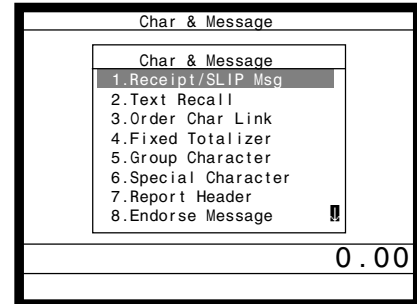 Char & Message
Char & Message
1.Receipt/SLIP Msg
2.Text Recall
3.Order Char Link
4.Fixed Totalizer
5.Group Character
6.Special Character
7.Report Header
8.Endorse Message
0.00